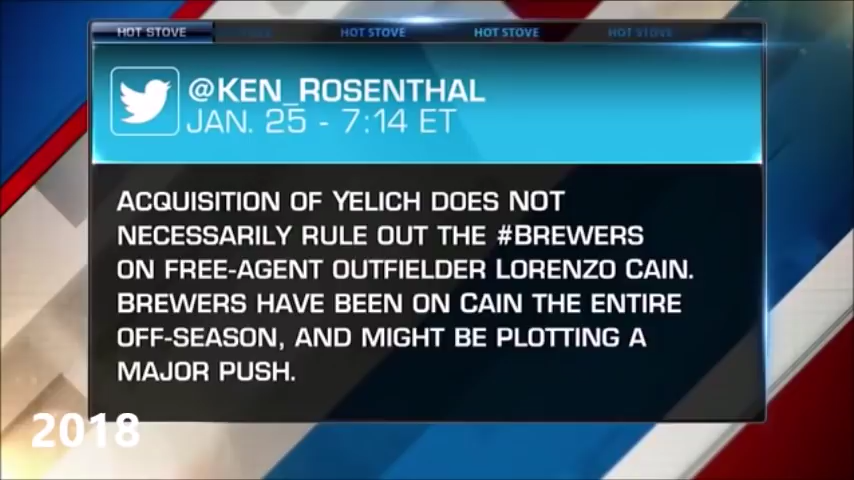 HOT STOVE HOT STOVE HOT STOVE HOT STOVE
@KEN_ROSENTHAL
JAN. 25 - 7:14 ET
ACQUISITION OF YELICH DOES NOT
NECESSARILY RULE OUT THE #BREWERS
ON FREE-AGENT OUTFIELDER LORENZO CAIN.
BREWERS HAVE BEEN ON CAIN THE ENTIRE
OFF-SEASON, AND MIGHT BE PLOTTING A
MAJOR PUSH.
2018